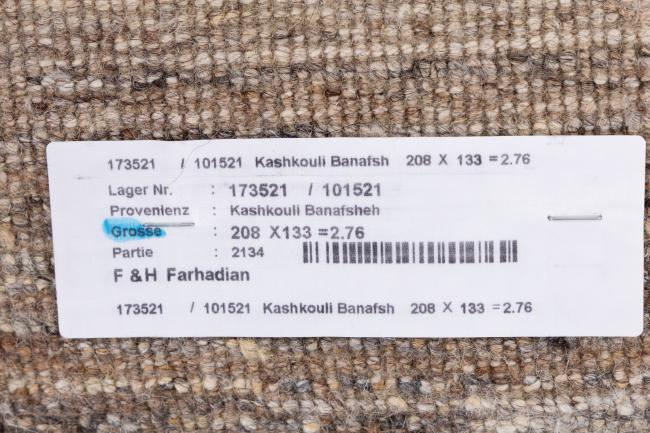 173521 / 101521 Kashkouli Banafsh 208 X 133 =2.76
Lager Nr. : 173521 / 101521
Provenienz : Kashkouli Banafsheh
Grosse : 208 X133 =2.76
Partie : 2134
F & H Farhadian
173521 / 101521 Kashkouli Banafsh 208 X 133 =2.76